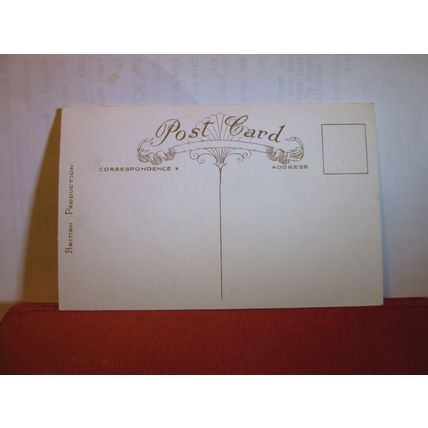 Post Card
CORRESPONDENCE
ADDRESS
BRITISH PRODUCTION